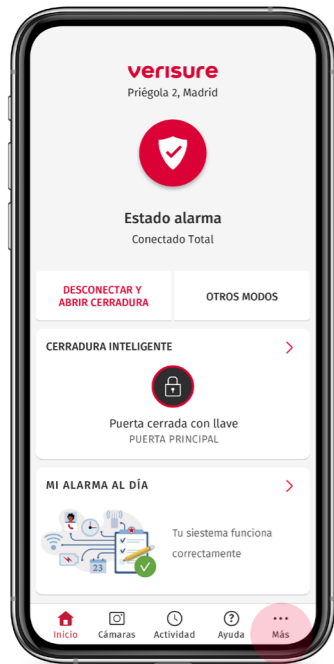 verisure
Priégola 2, Madrid
Estado alarma
Conectado Total
DESCONECTAR Y
ABRIR CERRADURA
OTROS MODOS
CERRADURA INTELIGENTE
Puerta cerrada con llave
PUERTA PRINCIPAL
MI ALARMA AL DÍA
23
Tu siestema funciona
correctamente
Inicio
Cámaras
Actividad
Ayuda
Más